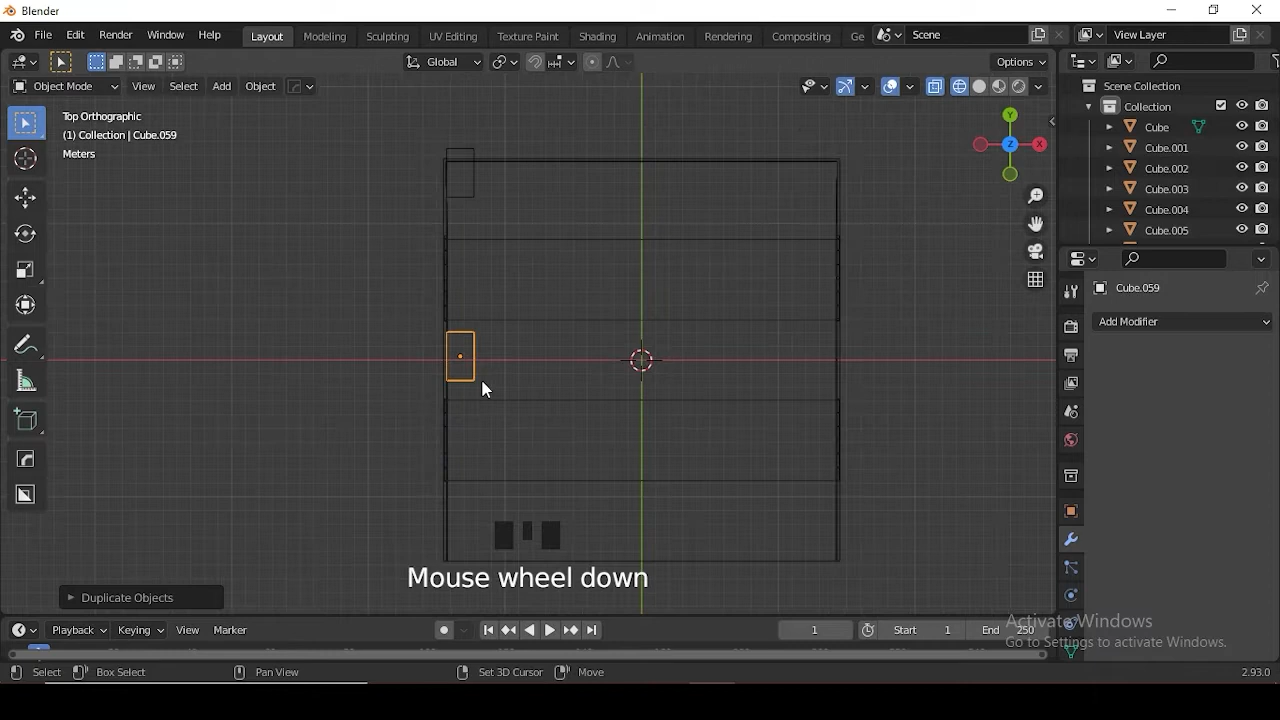 Blender
File Edit Render Window Help Layout Modeling Sculpting UV Editing Texture Paint Shading Animation Rendering Compositing Ge Scene View Layer
Global Options
Object Mode View Select Add Object
Scene Collection
Collection
Cube
Cube.001
Cube.002
Cube.003
Cube.004
Cube.005
Top Orthographic
(1) Collection | Cube.059
Meters
Y
Z X
Cube.059
Add Modifier
Mouse wheel down
Duplicate Objects
Playback Keying View Marker 1 Start 1 End 250
Activate Windows
Go to Settings to activate Windows.
Select Box Select Pan View Set 3D Cursor Move 2.93.0